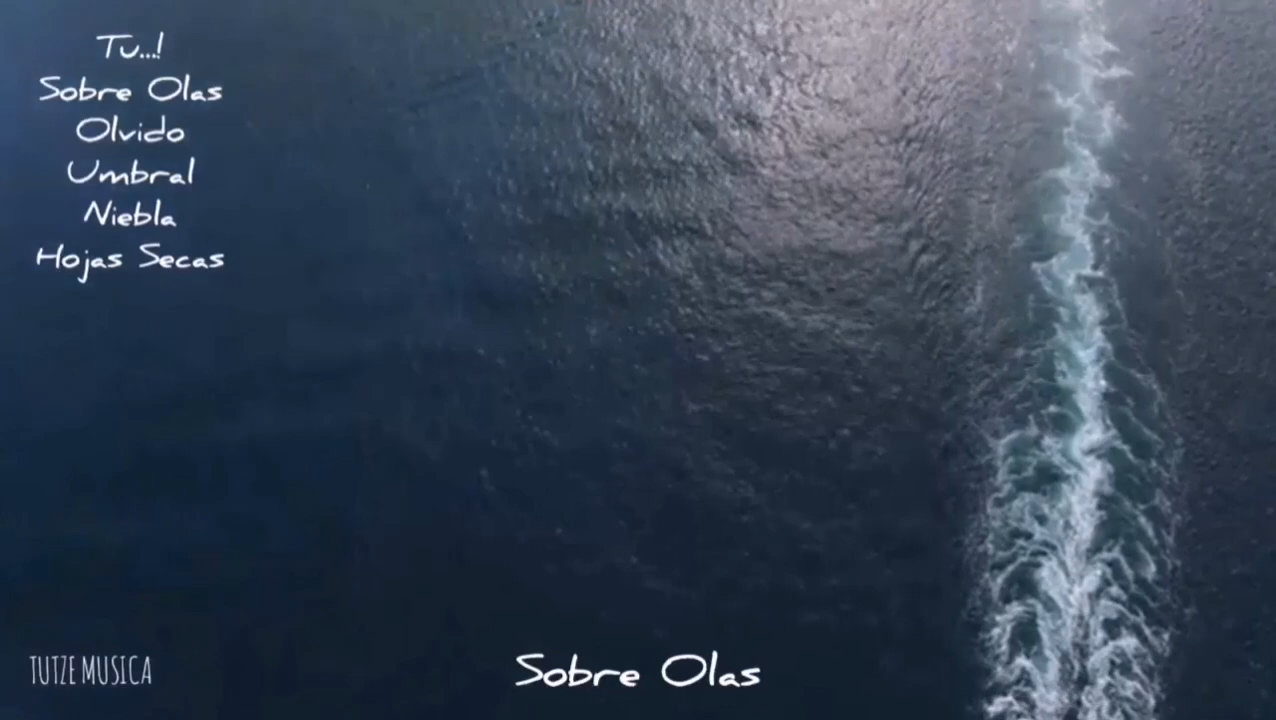 Tu...!
Sobre Olas
Olvido
Umbral
Niebla
Hojas Secas
TUTZE MUSICA
Sobre Olas